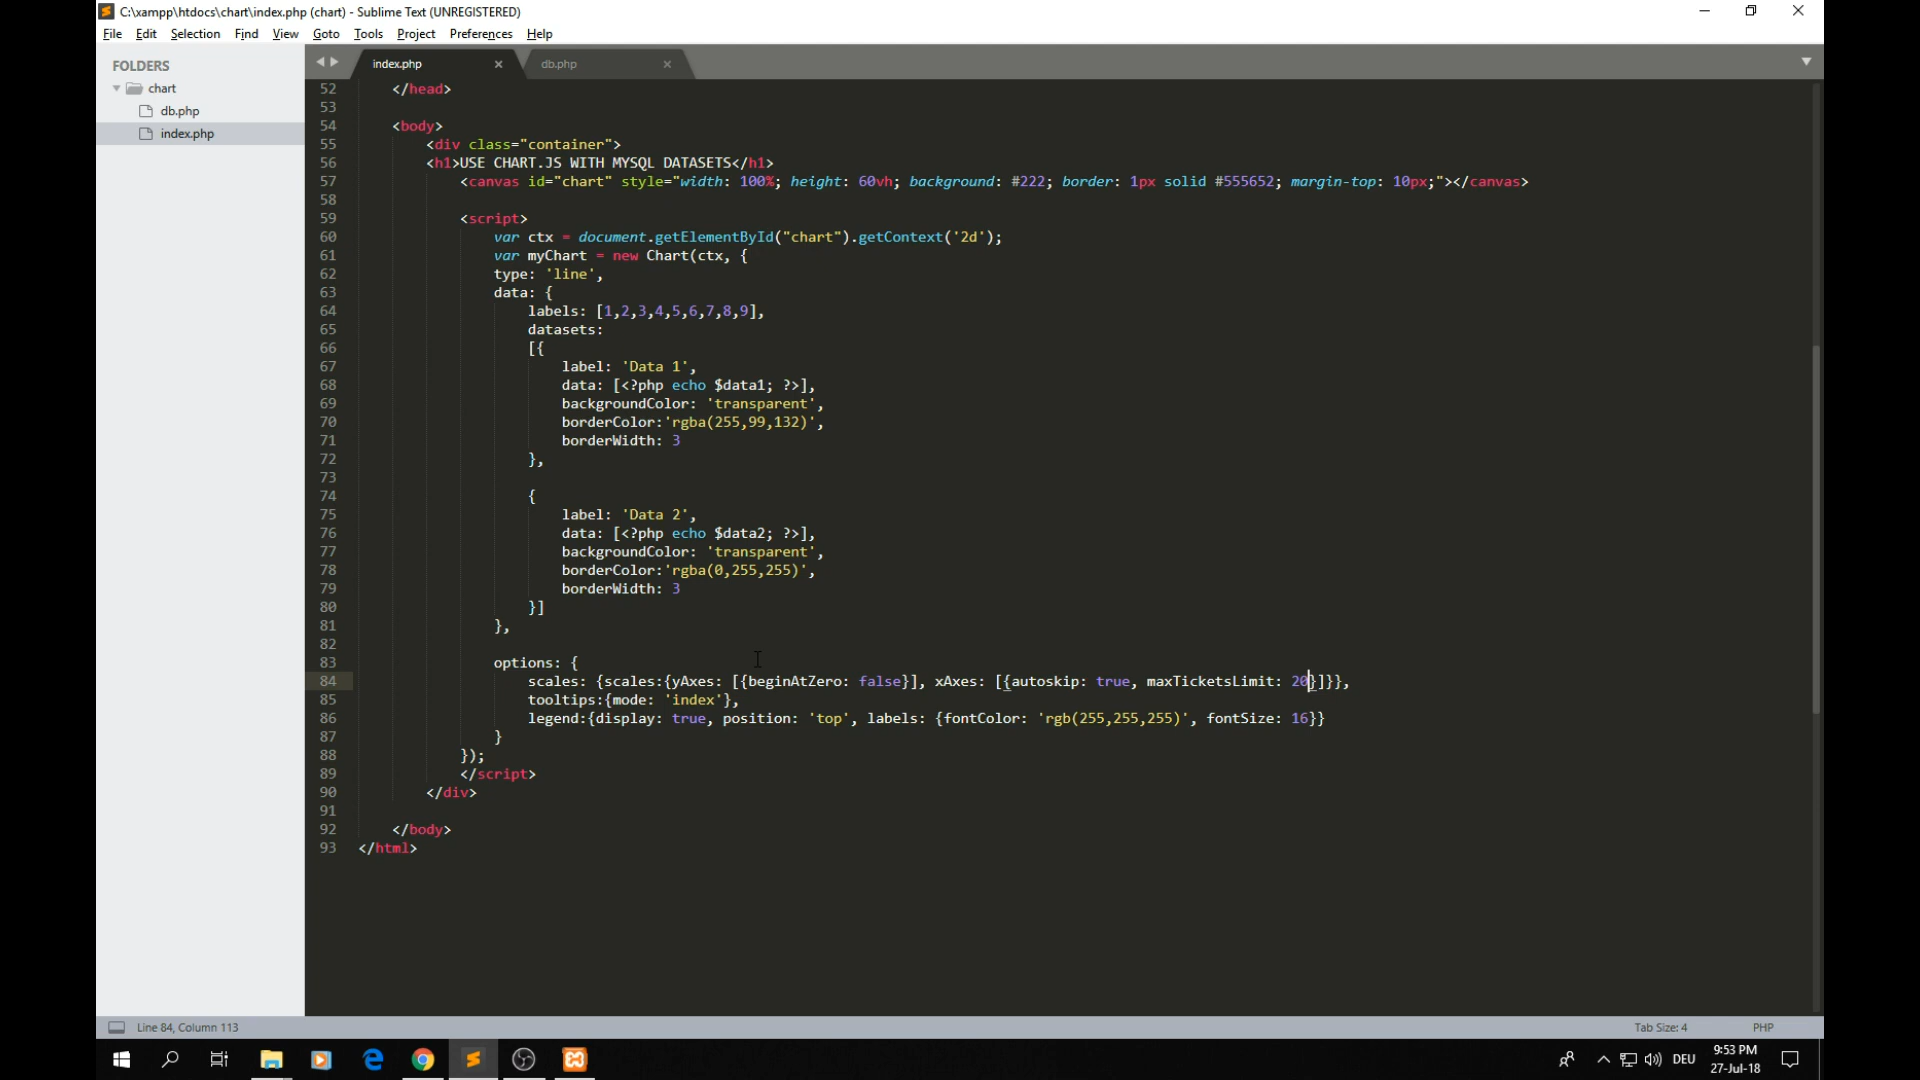 C:\xampp\htdocs\chart\index.php (chart) - Sublime Text (UNREGISTERED)
File Edit Selection Find View Goto Tools Project Preferences Help
FOLDERS
chart
db.php
index.php
index.php
db.php
52 </head>
53
54 <body>
55 <div class="container">
56 <h1>USE CHART.JS WITH MYSQL DATASETS</h1>
57 <canvas id="chart" style="width: 100%; height: 60vh; background: #222; border: 1px solid #555652; margin-top: 10px;"></canvas>
58
59 <script>
60 var ctx = document.getElementById("chart").getContext('2d');
61 var myChart = new Chart(ctx, {
62 type: 'line',
63 data: {
64 labels: [1,2,3,4,5,6,7,8,9],
65 datasets:
66 [{
67 label: 'Data 1',
68 data: [<?php echo $data1; ?>],
69 backgroundColor: 'transparent',
70 borderColor:'rgba(255,99,132)',
71 borderWidth: 3
72 },
73
74 {
75 label: 'Data 2',
76 data: [<?php echo $data2; ?>],
77 backgroundColor: 'transparent',
78 borderColor:'rgba(0,255,255)',
79 borderWidth: 3
80 }]
81 },
82
83 options: {
84 scales: {scales:{yAxes: [{beginAtZero: false}], xAxes: [{autoskip: true, maxTicketsLimit: 20}]}},
85 tooltips:{mode: 'index'},
86 legend:{display: true, position: 'top', labels: {fontColor: 'rgb(255,255,255)', fontSize: 16}}
87 }
88 });
89 </script>
90 </div>
91
92 </body>
93 </html>
Line 84, Column 113
Tab Size: 4
PHP
DEU
9:53 PM
27-Jul-18